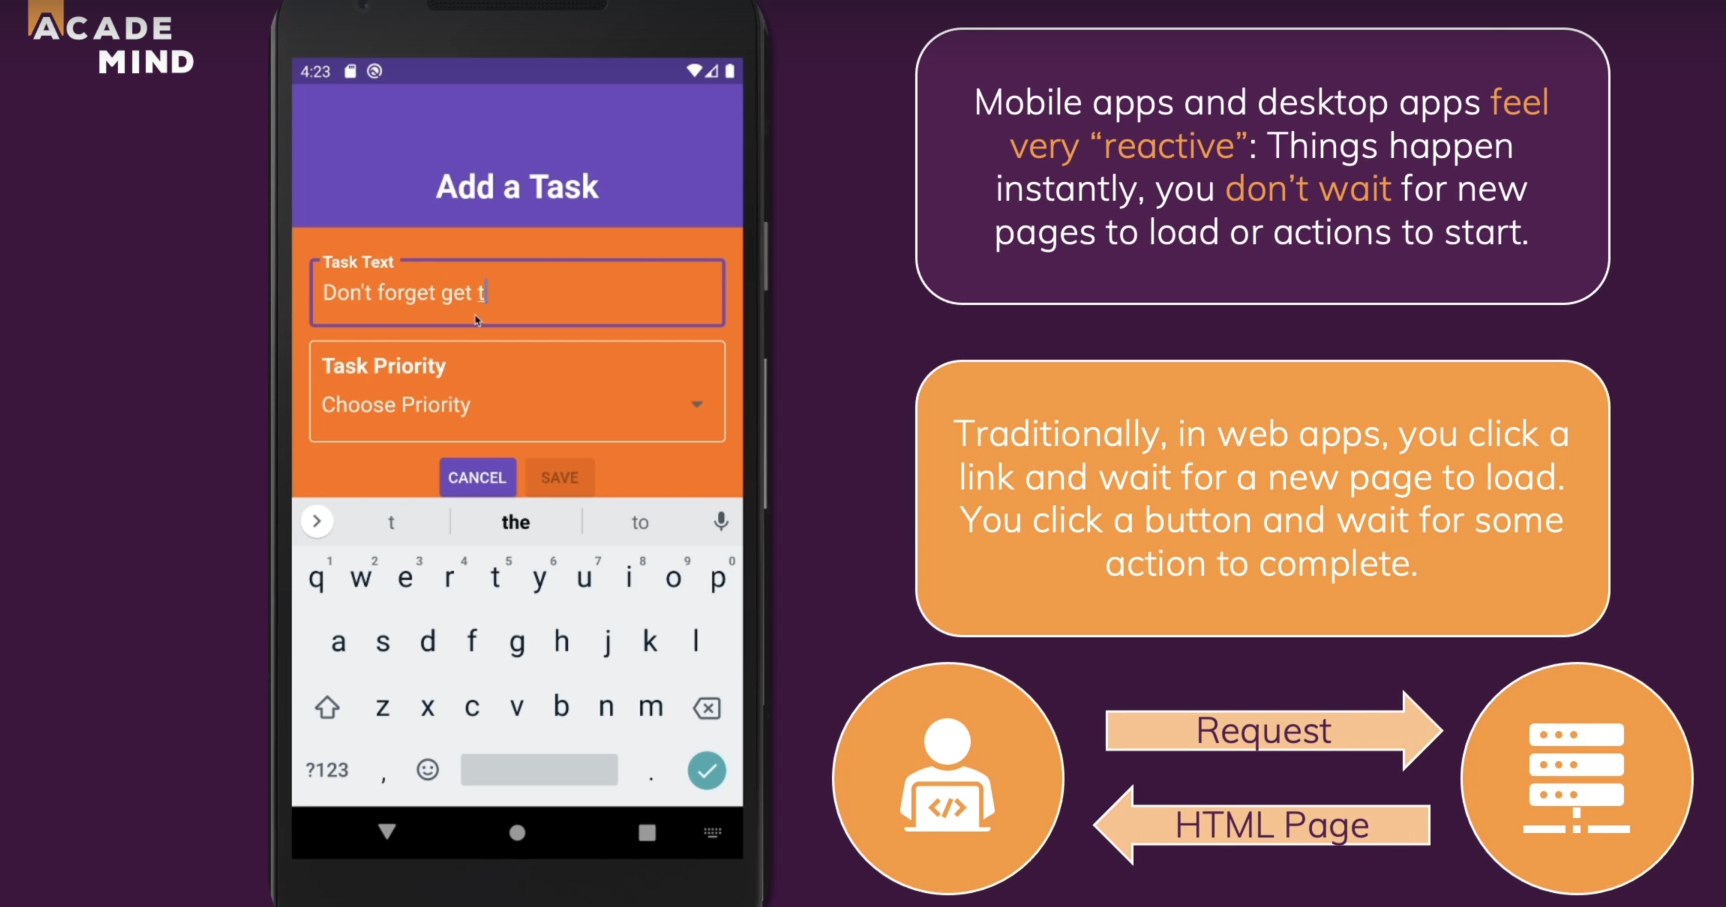 ACADE
MIND
4:23
Add a Task
Task Text
Don't forget get t
Task Priority
Choose Priority
CANCEL SAVE
t the to
1 2 3 4 5 6 7 8 9 0
q w e r t y u i o p
a s d f g h j k l
z x c v b n m
?123 , .
Mobile apps and desktop apps feel
very “reactive”: Things happen
instantly, you don’t wait for new
pages to load or actions to start.
Traditionally, in web apps, you click a
link and wait for a new page to load.
You click a button and wait for some
action to complete.
Request
</>
HTML Page